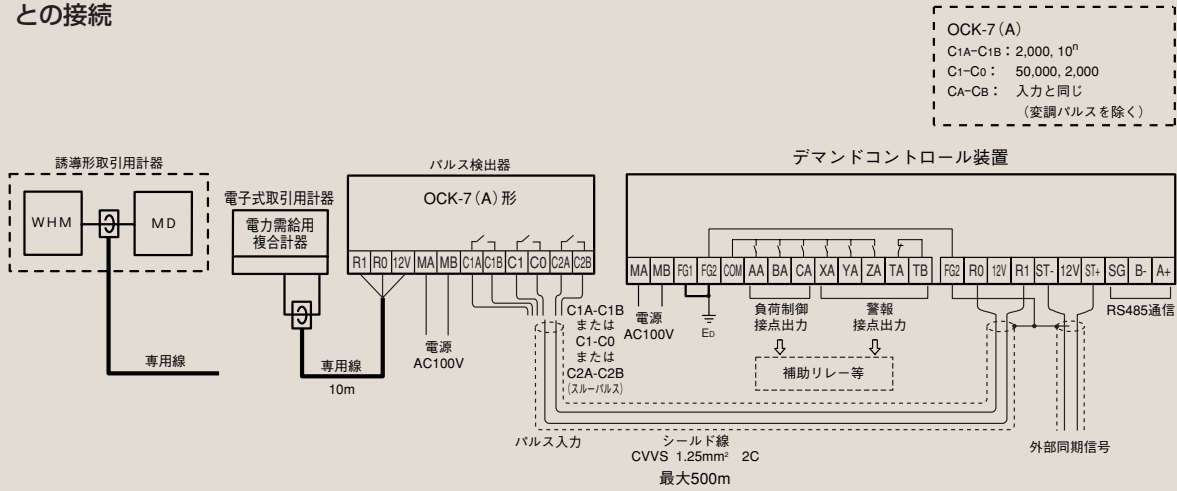 との接続
OCK-7(A)
C1A-C1B：2,000, 10ⁿ
C1-C0： 50,000, 2,000
CA-CB： 入力と同じ
（変調パルスを除く）
誘導形取引用計器
WHM
MD
専用線
電子式取引用計器
電力需給用
複合計器
専用線
10m
パルス検出器
OCK-7(A)形
R1 R0 12V MA MB C1A C1B C1 C0 C2A C2B
電源
AC100V
C1A-C1B
または
C1-C0
または
C2A-C2B
(スルーパルス)
デマンドコントロール装置
MA MB FG1 FG2 COM AA BA CA XA YA ZA TA TB FG2 R0 12V R1 ST- 12V ST+ SG B- A+
電源
AC100V
ED
負荷制御
接点出力
警報
接点出力
補助リレー等
RS485通信
パルス入力
シールド線
CVVS 1.25mm² 2C
最大500m
外部同期信号